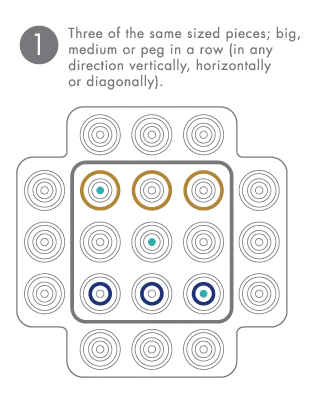 1
Three of the same sized pieces; big,
medium or peg in a row (in any
direction vertically, horizontally
or diagonally).